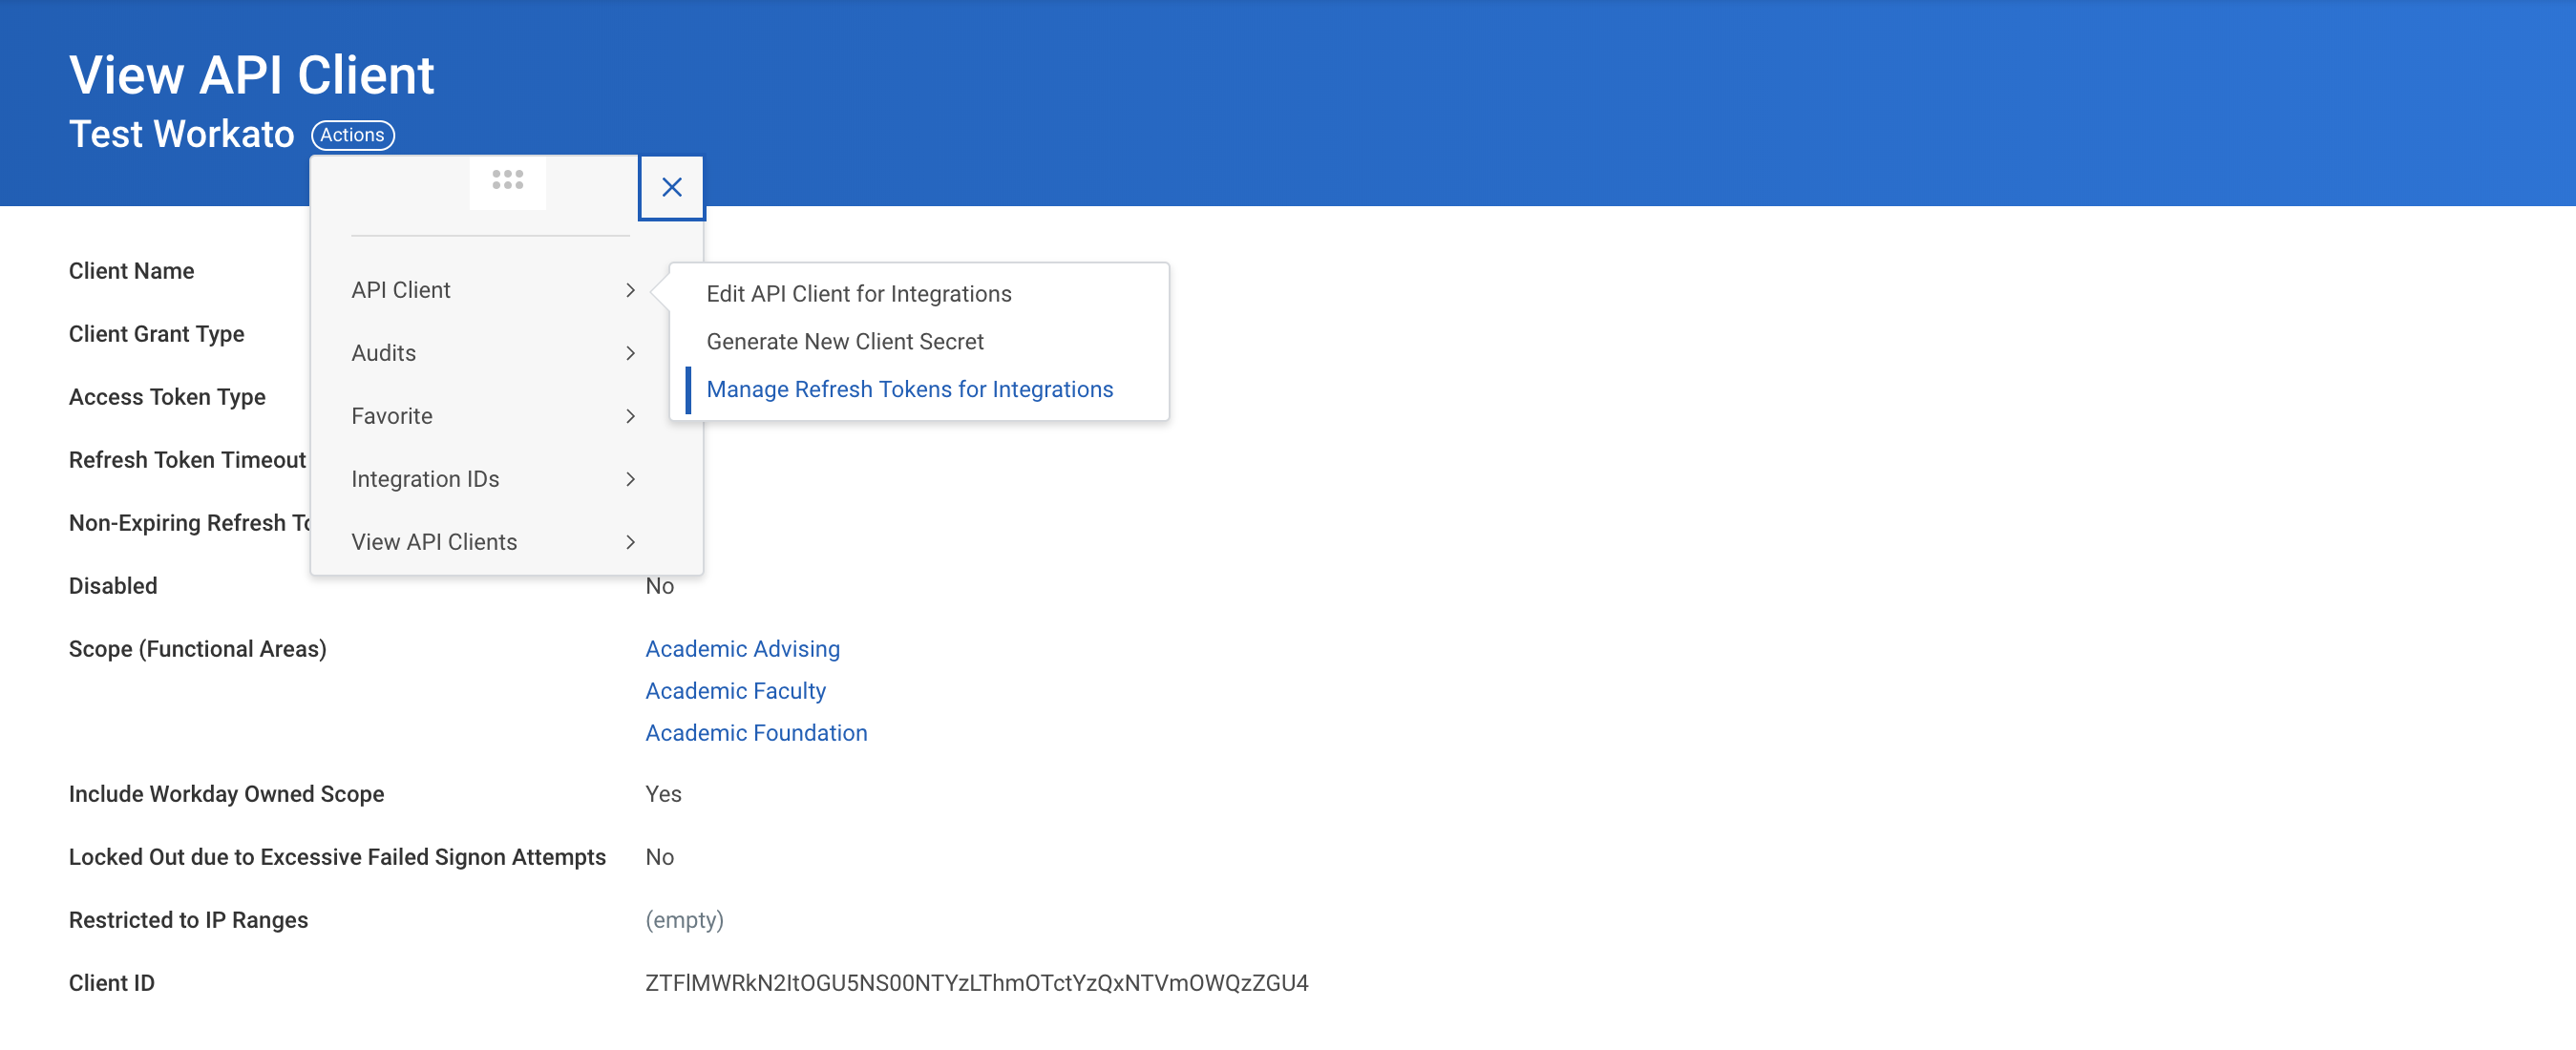 View API Client
Test Workato Actions
API Client
Audits
Favorite
Integration IDs
View API Clients
Edit API Client for Integrations
Generate New Client Secret
Manage Refresh Tokens for Integrations
Client Name
Client Grant Type
Access Token Type
Refresh Token Timeout
Non-Expiring Refresh
Disabled No
Scope (Functional Areas) Academic Advising
Academic Faculty
Academic Foundation
Include Workday Owned Scope Yes
Locked Out due to Excessive Failed Signon Attempts No
Restricted to IP Ranges (empty)
Client ID ZTFlMWRkN2ItOGU5NS00NTYzLThmOTctYzQxNTVmOWQzZGU4